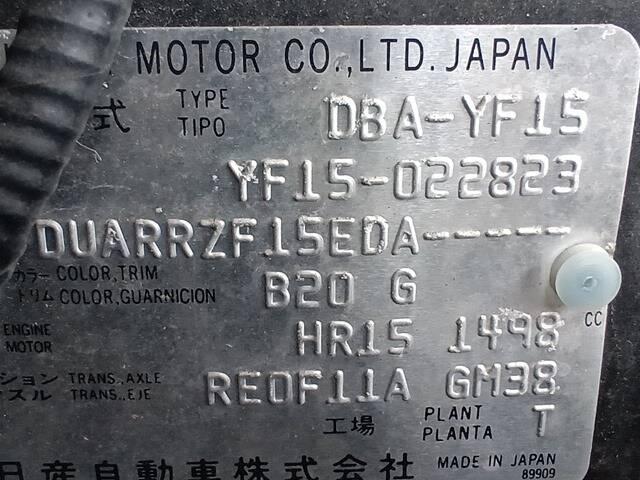 MOTOR CO.,LTD. JAPAN
式 TYPE TIPO DBA-YF15
YF15-022823
DUARRZF15EDA-----
カラー COLOR,TRIM
トリム COLOR,GUARNICION B20 G
ENGINE MOTOR HR15 1498 CC
ション TRANS.,AXLE
スル TRANS.,EJE RE0F11A GM38
工場 PLANT PLANTA T
日産自動車株式会社 MADE IN JAPAN
89909